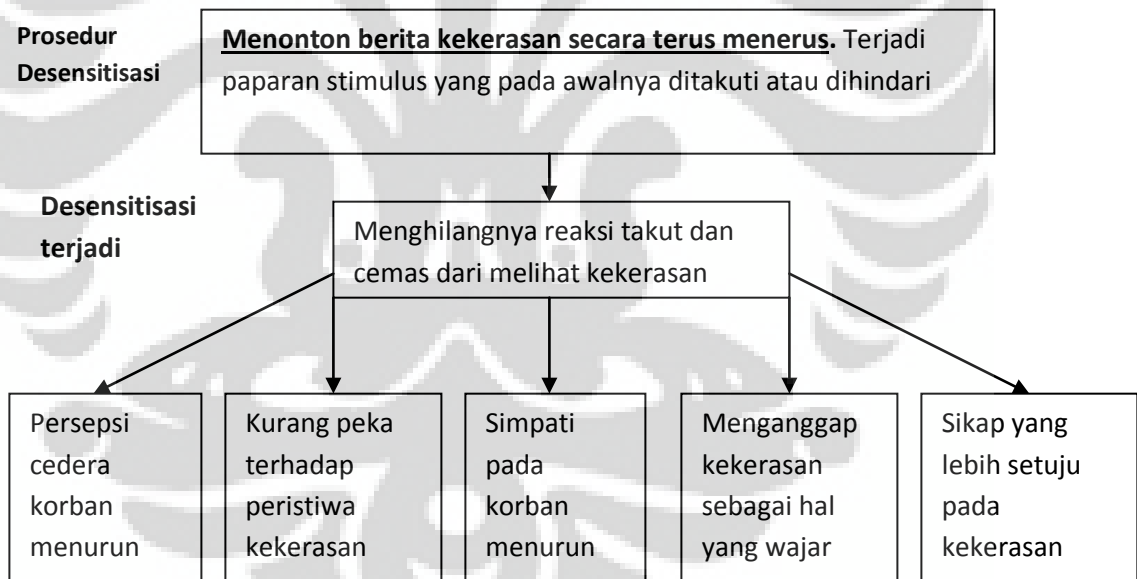 Prosedur
Desensitisasi
Menonton berita kekerasan secara terus menerus. Terjadi
paparan stimulus yang pada awalnya ditakuti atau dihindari
Desensitisasi
terjadi
Menghilangnya reaksi takut dan
cemas dari melihat kekerasan
Persepsi
cedera
korban
menurun
Kurang peka
terhadap
peristiwa
kekerasan
Simpati
pada
korban
menurun
Menganggap
kekerasan
sebagai hal
yang wajar
Sikap yang
lebih setuju
pada
kekerasan